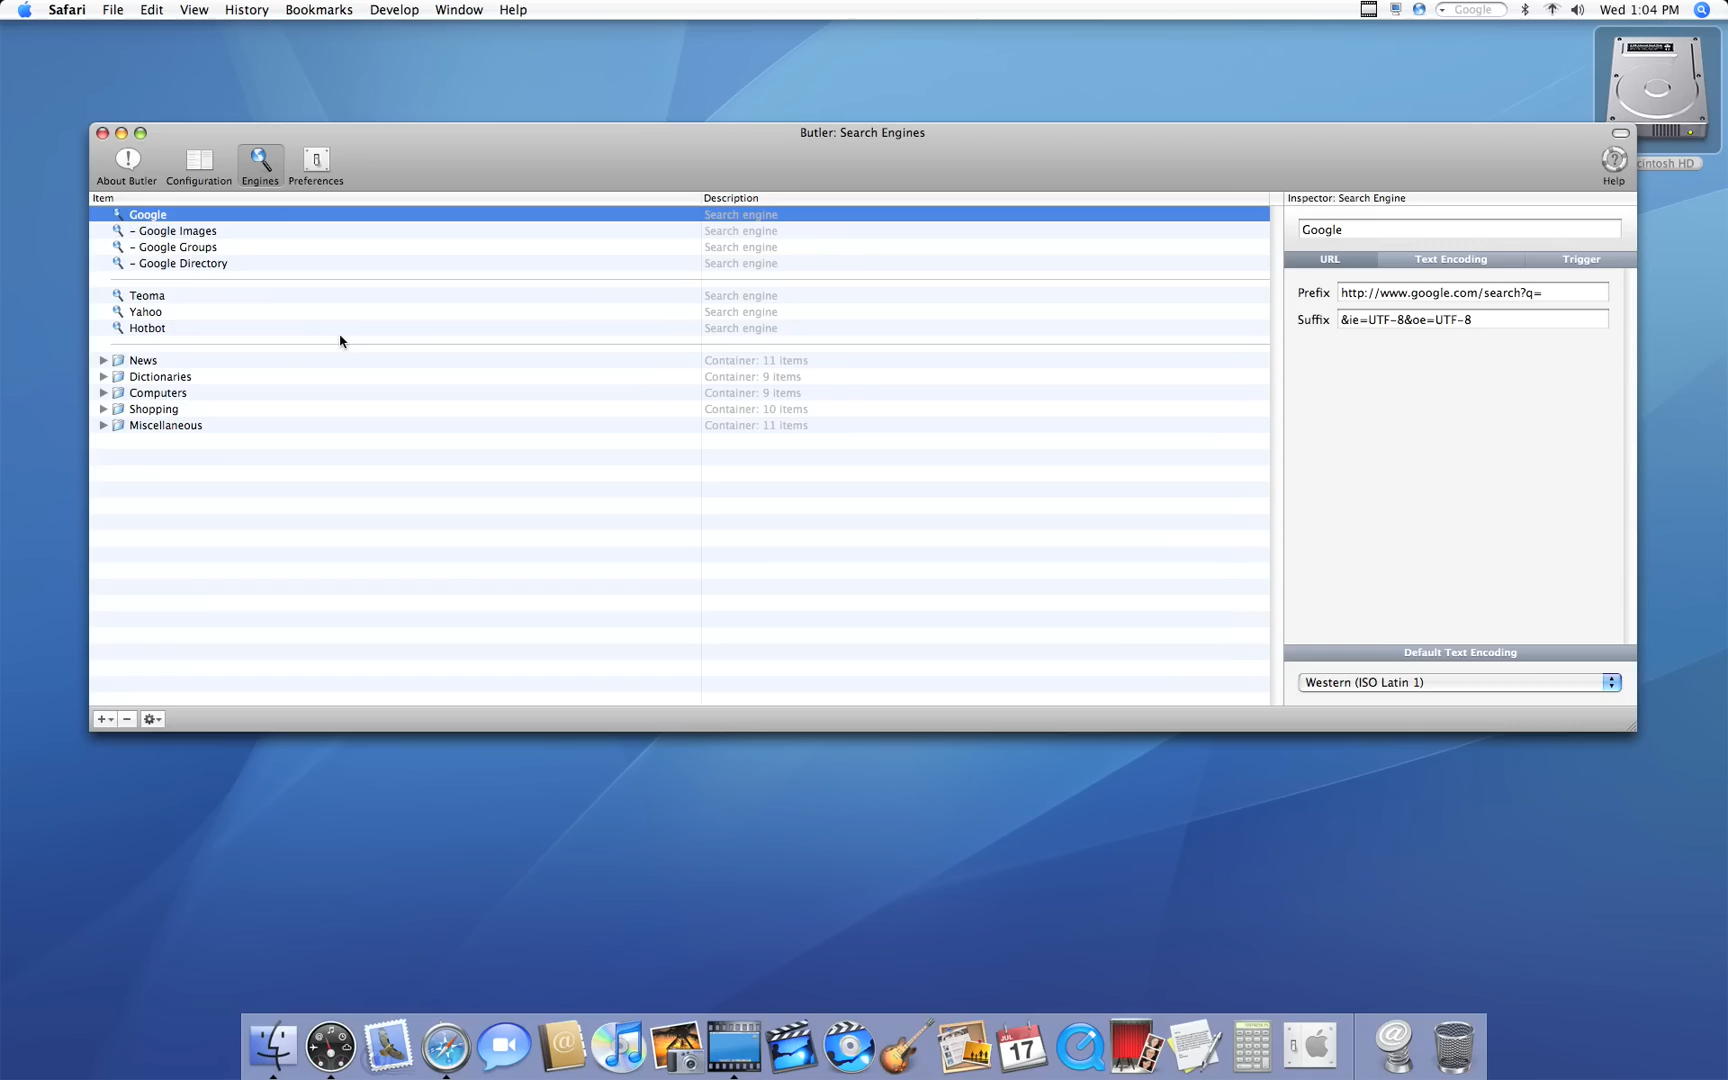 Safari File Edit View History Bookmarks Develop Window Help Google Wed 1:04 PM
Butler: Search Engines
About Butler Configuration Engines Preferences Help
cintosh HD
Item Description Inspector: Search Engine
Google Search engine
– Google Images Search engine
– Google Groups Search engine
– Google Directory Search engine
Teoma Search engine
Yahoo Search engine
Hotbot Search engine
News Container: 11 items
Dictionaries Container: 9 items
Computers Container: 9 items
Shopping Container: 10 items
Miscellaneous Container: 11 items
Google
URL Text Encoding Trigger
Prefix http://www.google.com/search?q=
Suffix &ie=UTF-8&oe=UTF-8
Default Text Encoding
Western (ISO Latin 1)
JUL
17